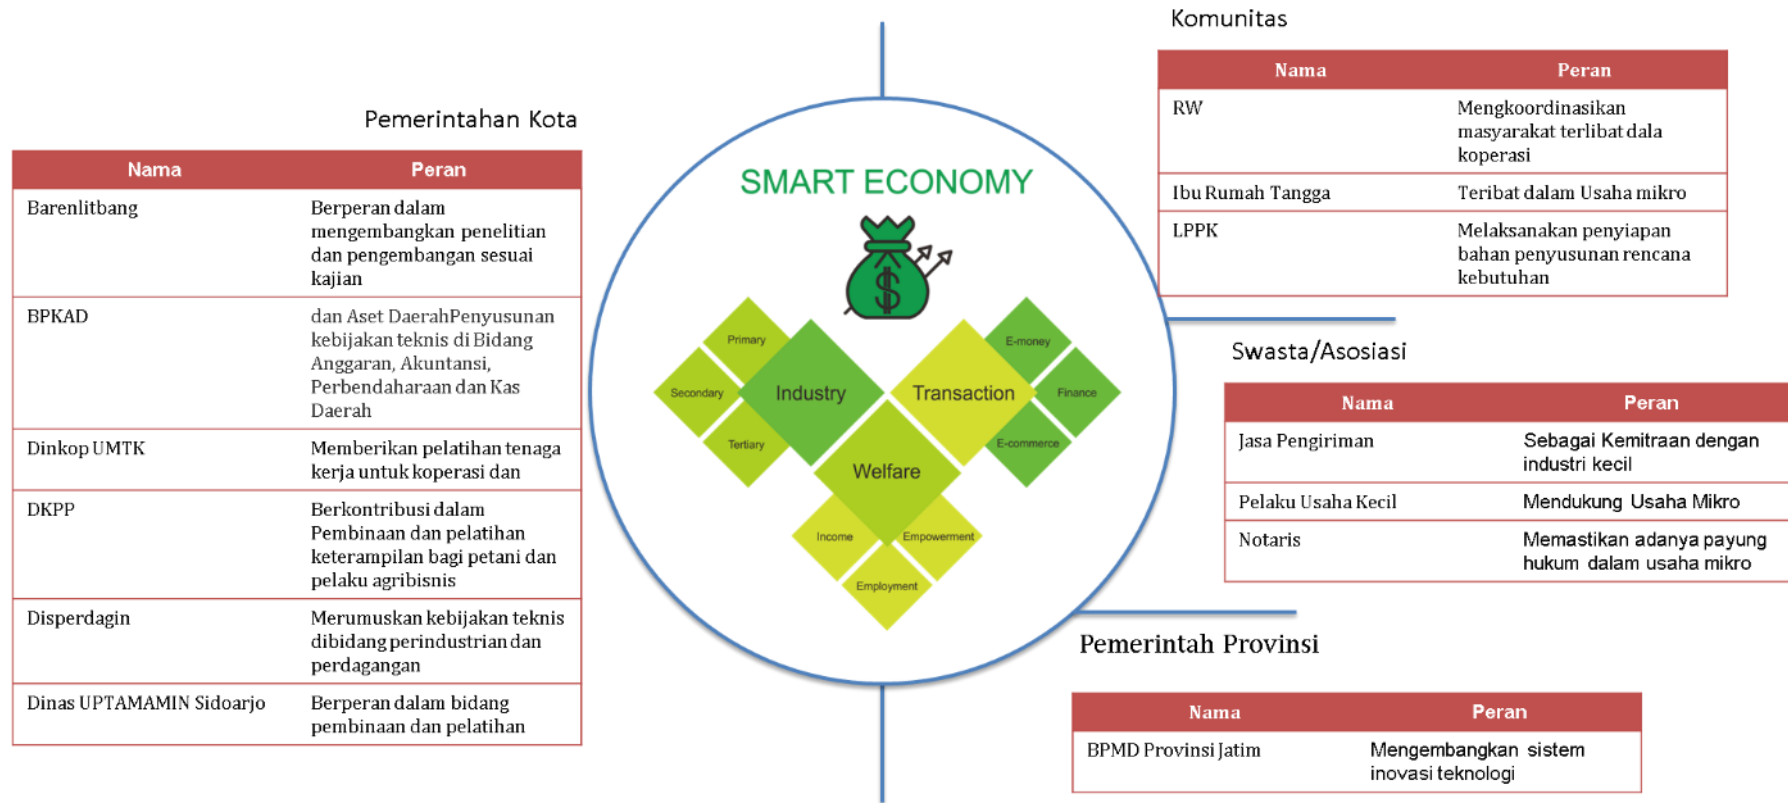 Pemerintahan Kota
Nama Peran
Barenlitbang Berperan dalam
mengembangkan penelitian
dan pengembangan sesuai
kajian
BPKAD dan Aset DaerahPenyusunan
kebijakan teknis di Bidang
Anggaran, Akuntansi,
Perbendaharaan dan Kas
Daerah
Dinkop UMTK Memberikan pelatihan tenaga
kerja untuk koperasi dan
DKPP Berkontribusi dalam
Pembinaan dan pelatihan
keterampilan bagi petani dan
pelaku agribisnis
Disperdagin Merumuskan kebijakan teknis
dibidang perindustrian dan
perdagangan
Dinas UPTAMAMIN Sidoarjo Berperan dalam bidang
pembinaan dan pelatihan
SMART ECONOMY
$
Primary
Secondary
Tertiary
Industry
Transaction
E-money
Finance
E-commerce
Welfare
Income
Empowerment
Employment
Komunitas
Nama Peran
RW Mengkoordinasikan
masyarakat terlibat dala
koperasi
Ibu Rumah Tangga Teribat dalam Usaha mikro
LPPK Melaksanakan penyiapan
bahan penyusunan rencana
kebutuhan
Swasta/Asosiasi
Nama Peran
Jasa Pengiriman Sebagai Kemitraan dengan
industri kecil
Pelaku Usaha Kecil Mendukung Usaha Mikro
Notaris Memastikan adanya payung
hukum dalam usaha mikro
Pemerintah Provinsi
Nama Peran
BPMD Provinsi Jatim Mengembangkan sistem
inovasi teknologi